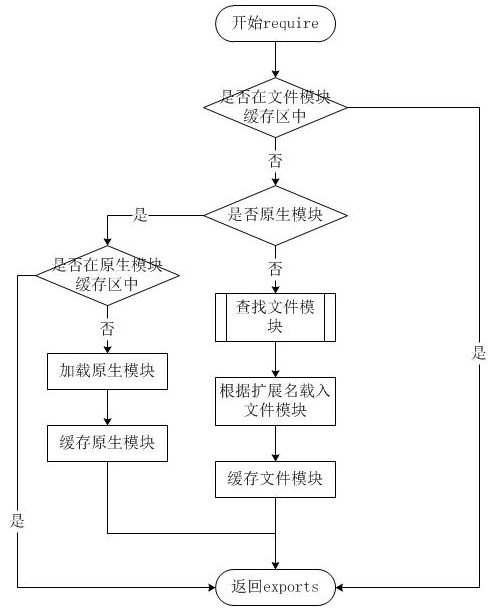 开始require
是否在文件模块
缓存区中
否
是
是否原生模块
是否在原生模块
缓存区中
否
查找文件模
块
是
否
加载原生模块
根据扩展名载入
文件模块
缓存原生模块
缓存文件模块
是
返回exports